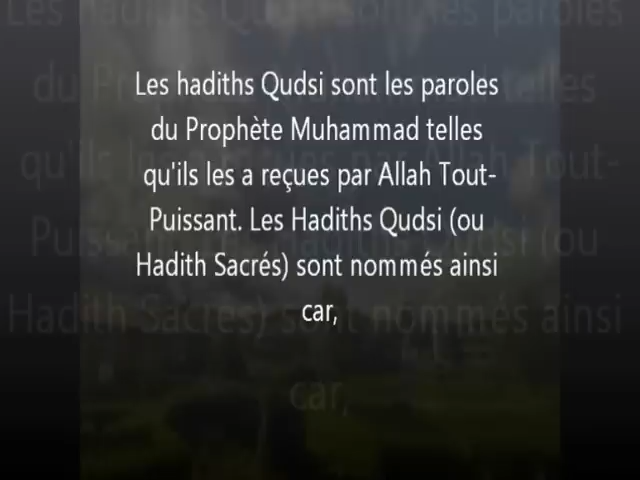 Les hadiths Qudsi sont les paroles
du Prophète Muhammad telles
qu'ils les a reçues par Allah Tout-
Puissant. Les Hadiths Qudsi (ou
Hadith Sacrés) sont nommés ainsi
car,